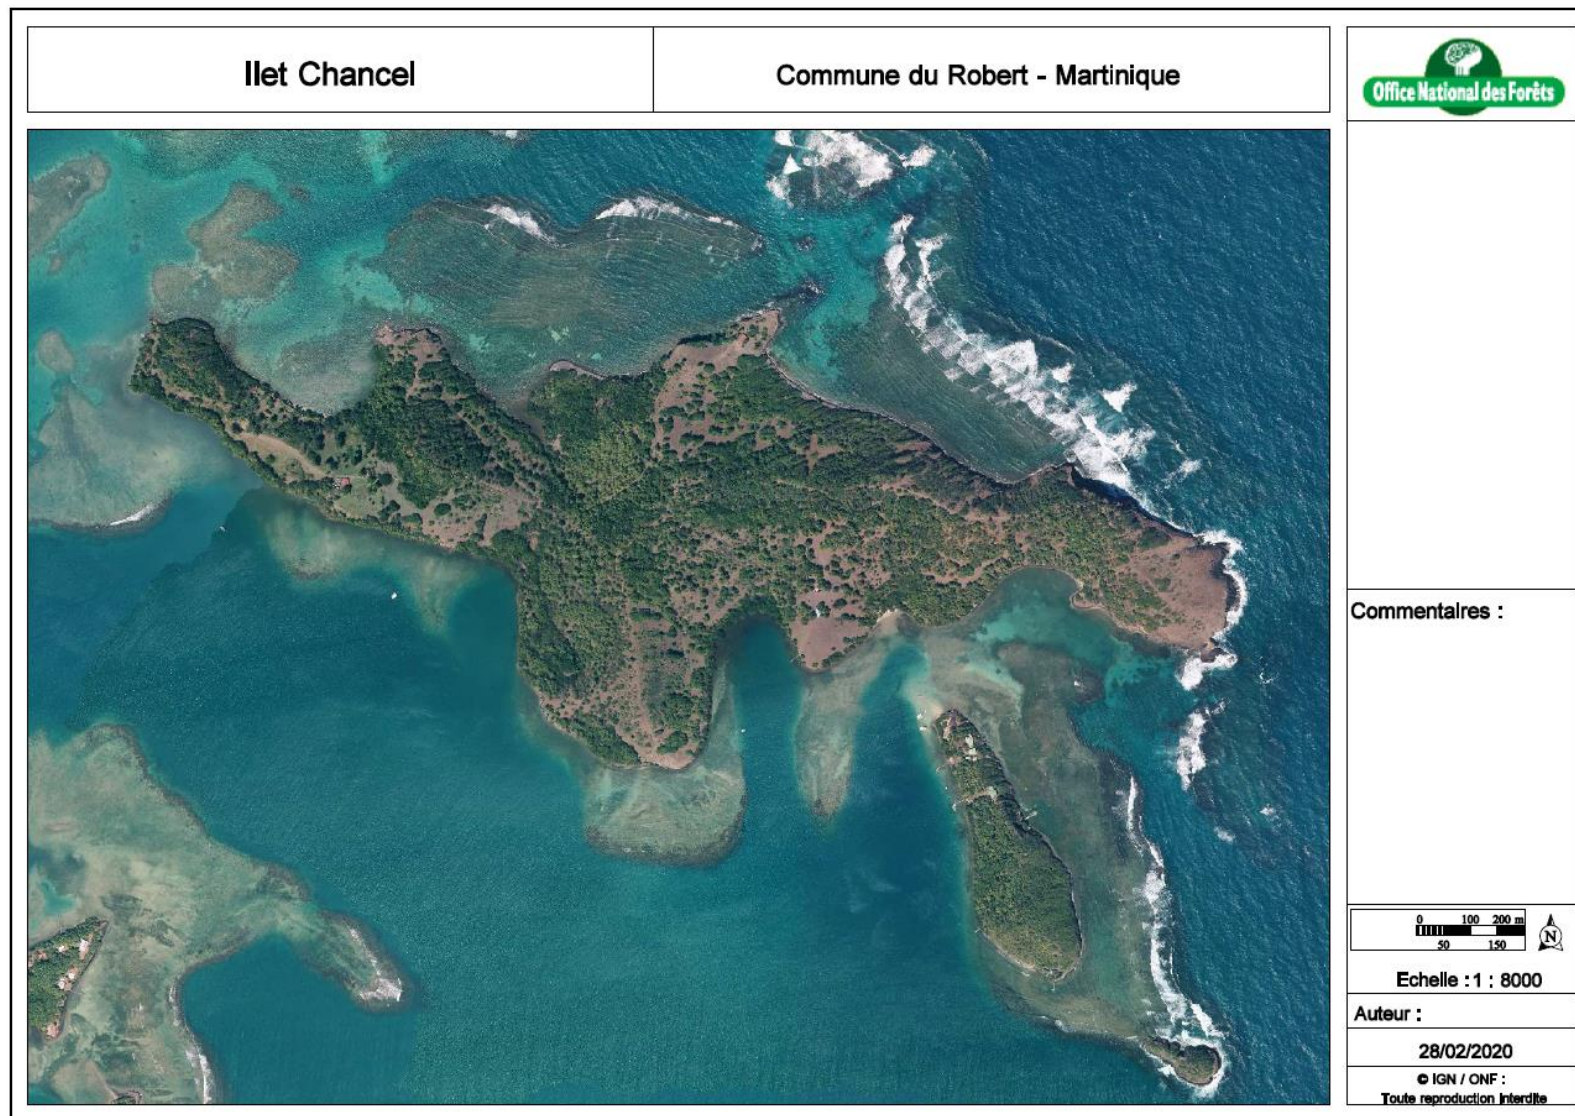 Ilet Chancel
Commune du Robert - Martinique
Office National des Forêts
Commentaires :
0 100 200 m
50 150
N
Echelle : 1 : 8000
Auteur :
28/02/2020
© IGN / ONF :
Toute reproduction interdite